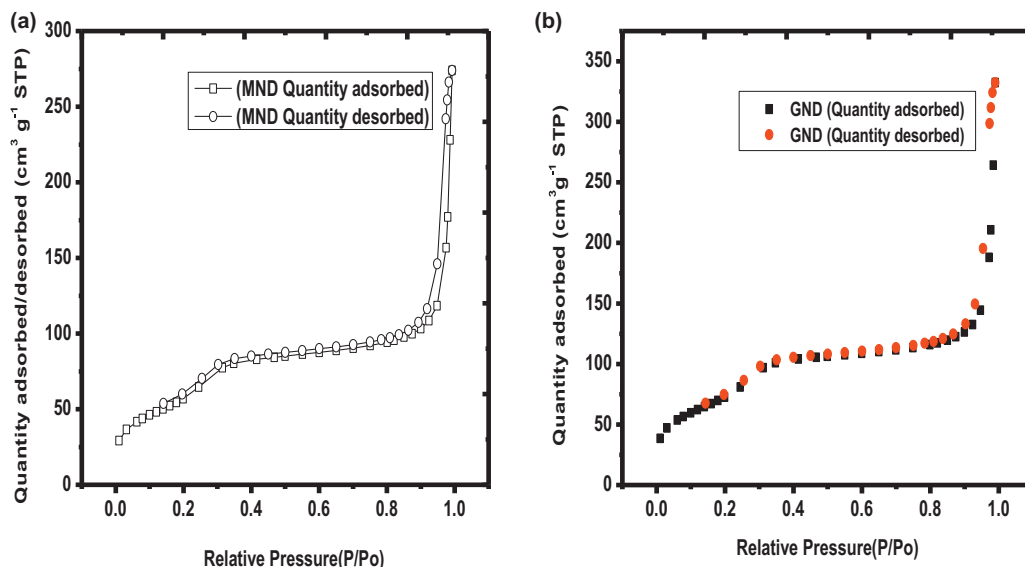 (a)
300
250
200
150
100
50
0
Quantity adsorbed/desorbed (cm³ g⁻¹ STP)
(MND Quantity adsorbed)
(MND Quantity desorbed)
0.0 0.2 0.4 0.6 0.8 1.0
Relative Pressure(P/Po)
(b)
350
300
250
200
150
100
50
0
Quantity adsorbed (cm³g⁻¹ STP)
GND (Quantity adsorbed)
GND (Quantity desorbed)
0.0 0.2 0.4 0.6 0.8 1.0
Relative Pressure(P/Po)